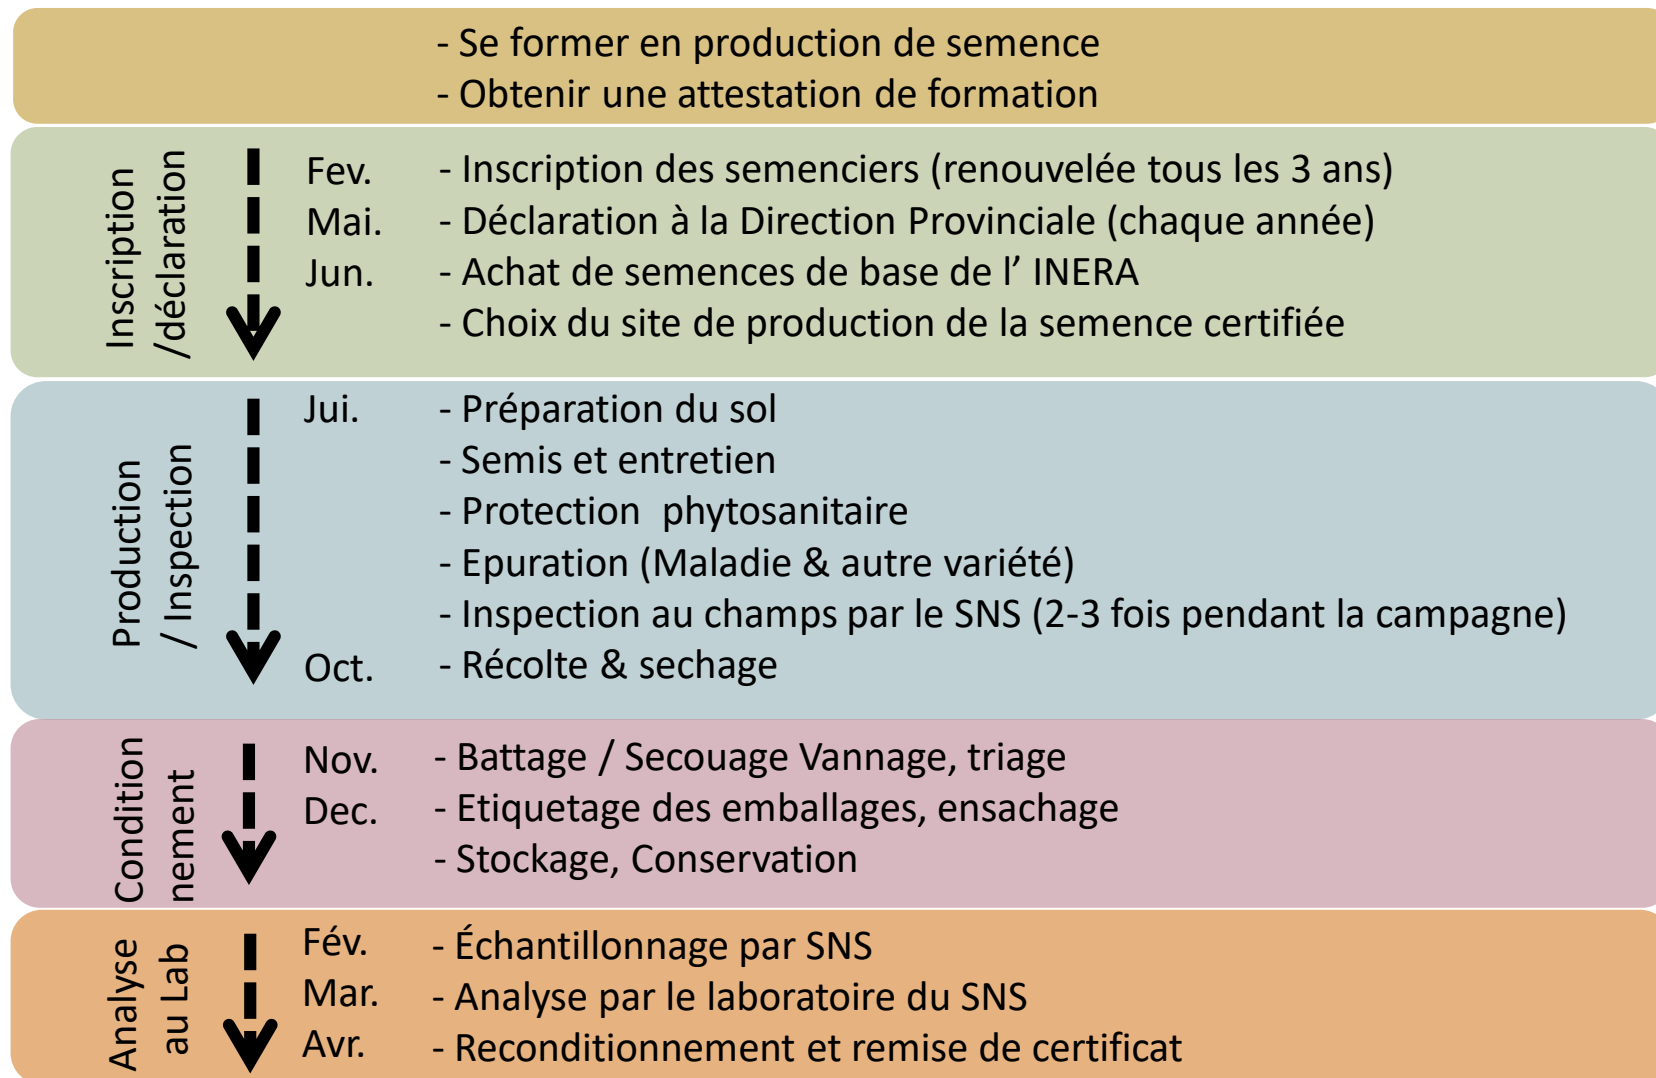 - Se former en production de semence
- Obtenir une attestation de formation
Inscription
/déclaration
Fev. - Inscription des semenciers (renouvelée tous les 3 ans)
Mai. - Déclaration à la Direction Provinciale (chaque année)
Jun. - Achat de semences de base de l’ INERA
- Choix du site de production de la semence certifiée
Production
/ Inspection
Jui. - Préparation du sol
- Semis et entretien
- Protection phytosanitaire
- Epuration (Maladie & autre variété)
- Inspection au champs par le SNS (2-3 fois pendant la campagne)
Oct. - Récolte & sechage
Condition
nement
Nov. - Battage / Secouage Vannage, triage
Dec. - Etiquetage des emballages, ensachage
- Stockage, Conservation
Analyse
au Lab
Fév. - Échantillonnage par SNS
Mar. - Analyse par le laboratoire du SNS
Avr. - Reconditionnement et remise de certificat